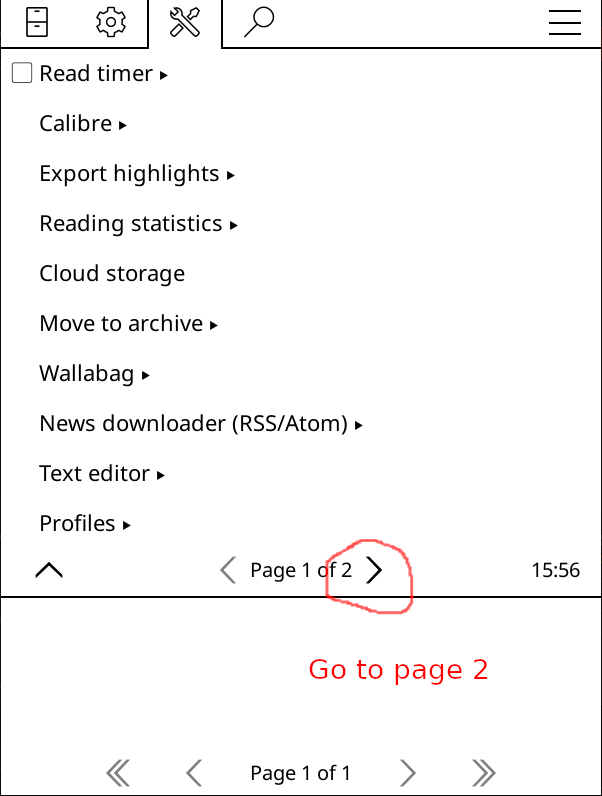 Read timer ▸
Calibre ▸
Export highlights ▸
Reading statistics ▸
Cloud storage
Move to archive ▸
Wallabag ▸
News downloader (RSS/Atom) ▸
Text editor ▸
Profiles ▸
Page 1 of 2 15:56
Go to page 2
Page 1 of 1